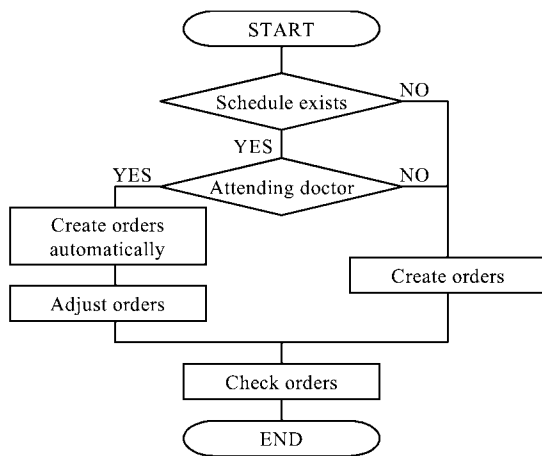 START
Schedule exists
NO
YES
YES
Attending doctor
NO
Create orders
automatically
Create orders
Adjust orders
Check orders
END